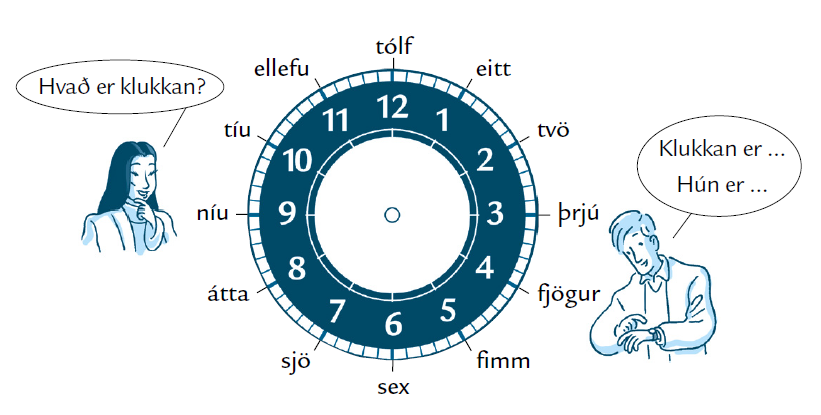 Hvað er klukkan?
tólf
eitt
tvö
þrjú
fjögur
fimm
sex
sjö
átta
níu
tíu
ellefu
12
1
2
3
4
5
6
7
8
9
10
11
Klukkan er ...
Hún er ...